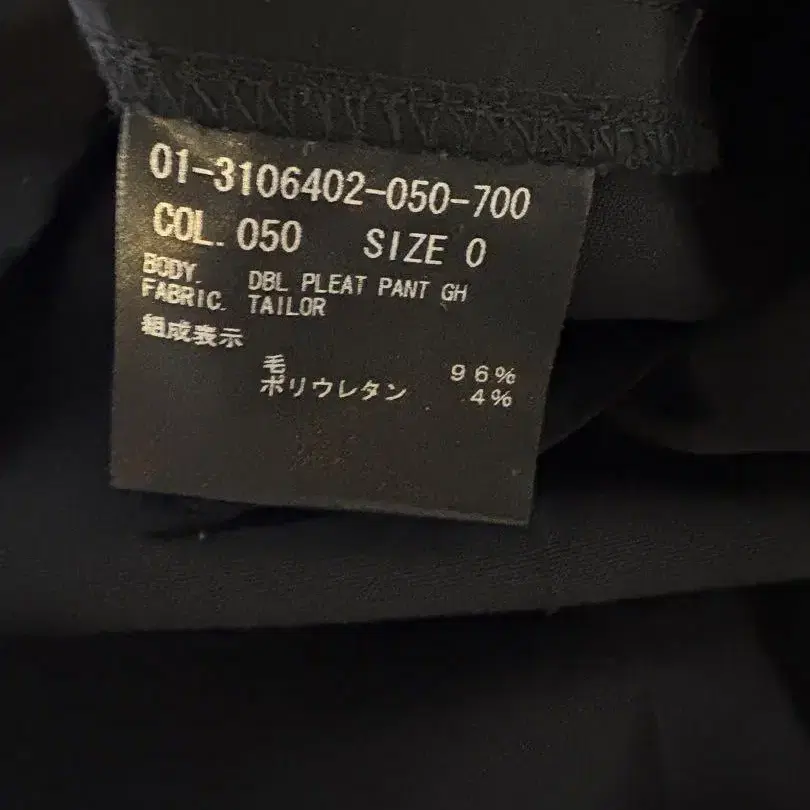 01-3106402-050-700
COL. 050 SIZE 0
BODY. DBL PLEAT PANT GH
FABRIC. TAILOR
組成表示
毛 96%
ポリウレタン 4%